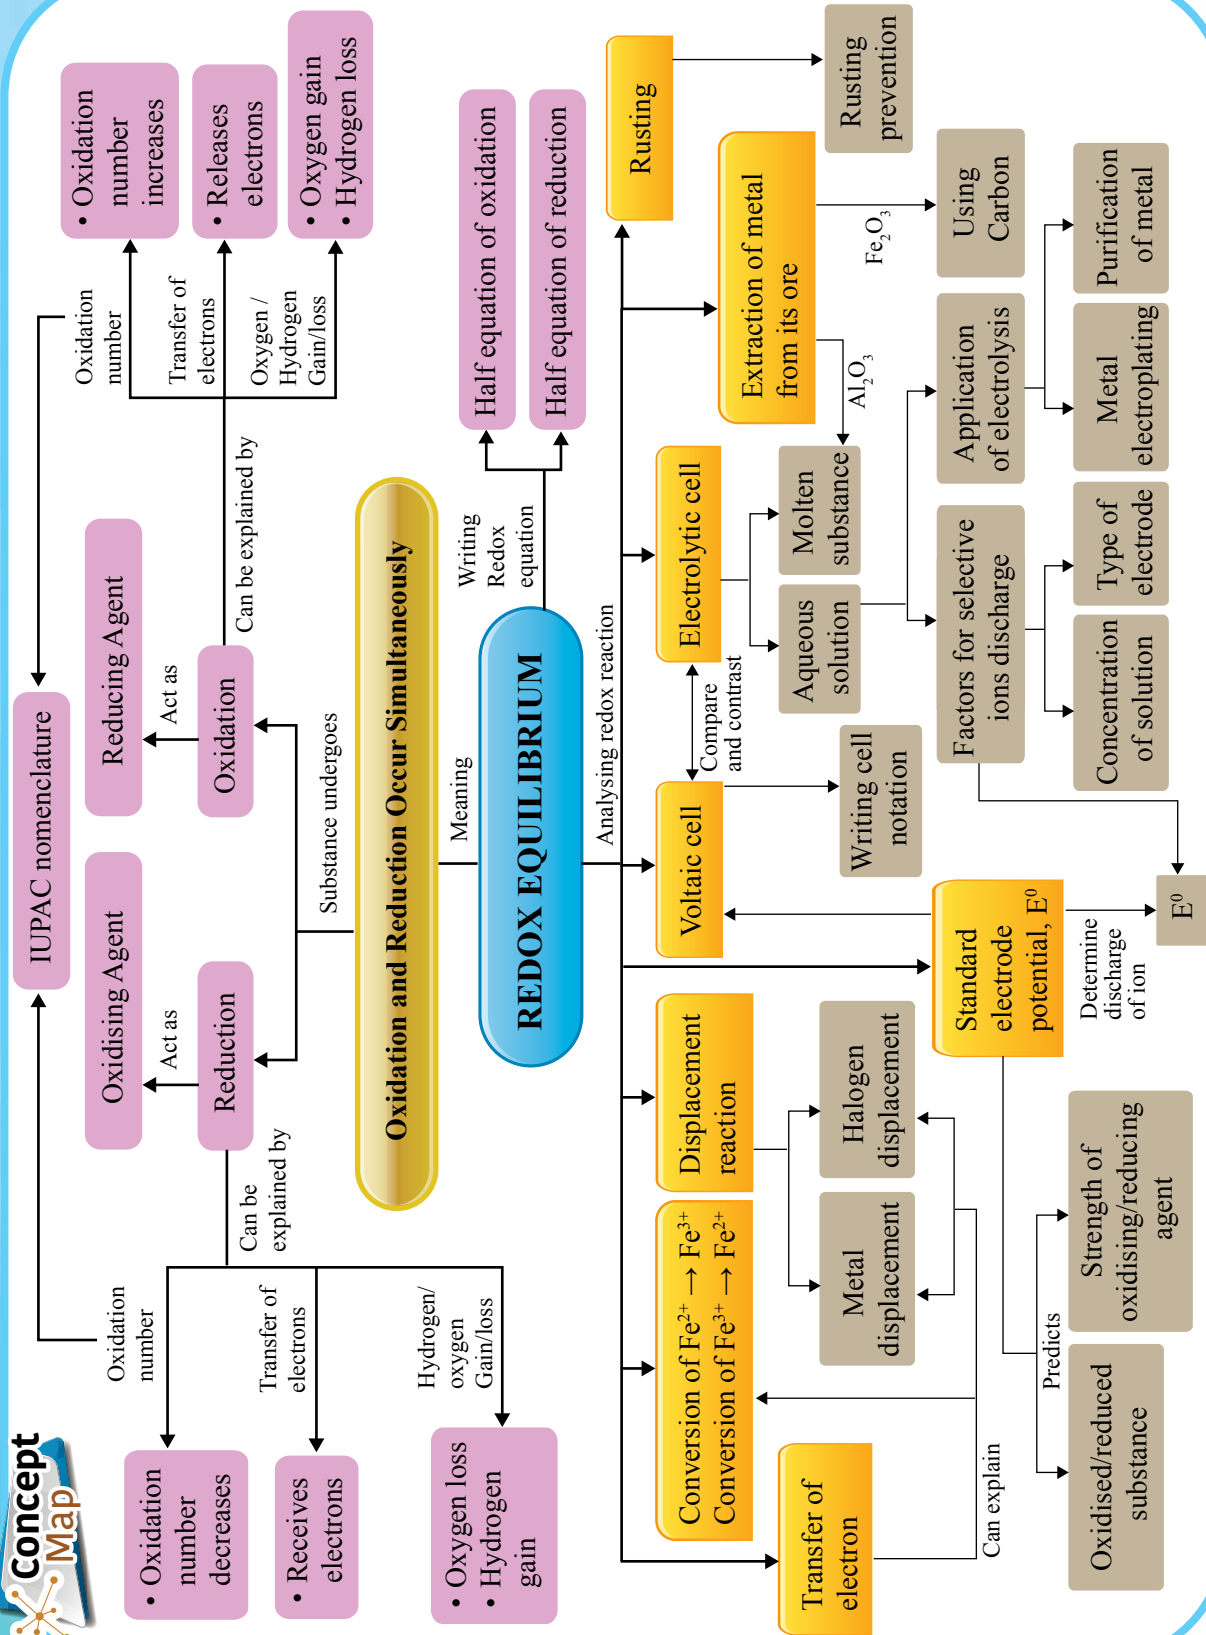 Concept
Map
IUPAC nomenclature
Oxidising Agent
Reducing Agent
Act as
Act as
Reduction
Oxidation
Oxidation
number
Oxidation
number
• Oxidation
number
decreases
Transfer of
electrons
• Receives
electrons
Hydrogen/
oxygen
Gain/loss
• Oxygen loss
• Hydrogen
gain
Can be
explained by
Substance undergoes
Can be explained by
• Oxidation
number
increases
Transfer of
electrons
• Releases
electrons
Oxygen /
Hydrogen
Gain/loss
• Oxygen gain
• Hydrogen loss
Oxidation and Reduction Occur Simultaneously
Meaning
REDOX EQUILIBRIUM
Writing
Redox
equation
Half equation of oxidation
Half equation of reduction
Analysing redox reaction
Transfer of
electron
Can explain
Conversion of Fe²⁺ → Fe³⁺
Conversion of Fe³⁺ → Fe²⁺
Displacement
reaction
Metal
displacement
Halogen
displacement
Standard
electrode
potential, E⁰
Predicts
Oxidised/reduced
substance
Strength of
oxidising/reducing
agent
Determine
discharge
of ion
E⁰
Voltaic cell
Compare
and contrast
Writing cell
notation
Electrolytic cell
Aqueous
solution
Molten
substance
Factors for selective
ions discharge
Concentration
of solution
Type of
electrode
Application
of electrolysis
Metal
electroplating
Purification
of metal
Extraction of metal
from its ore
Al₂O₃
Fe₂O₃
Using
Carbon
Rusting
Rusting
prevention